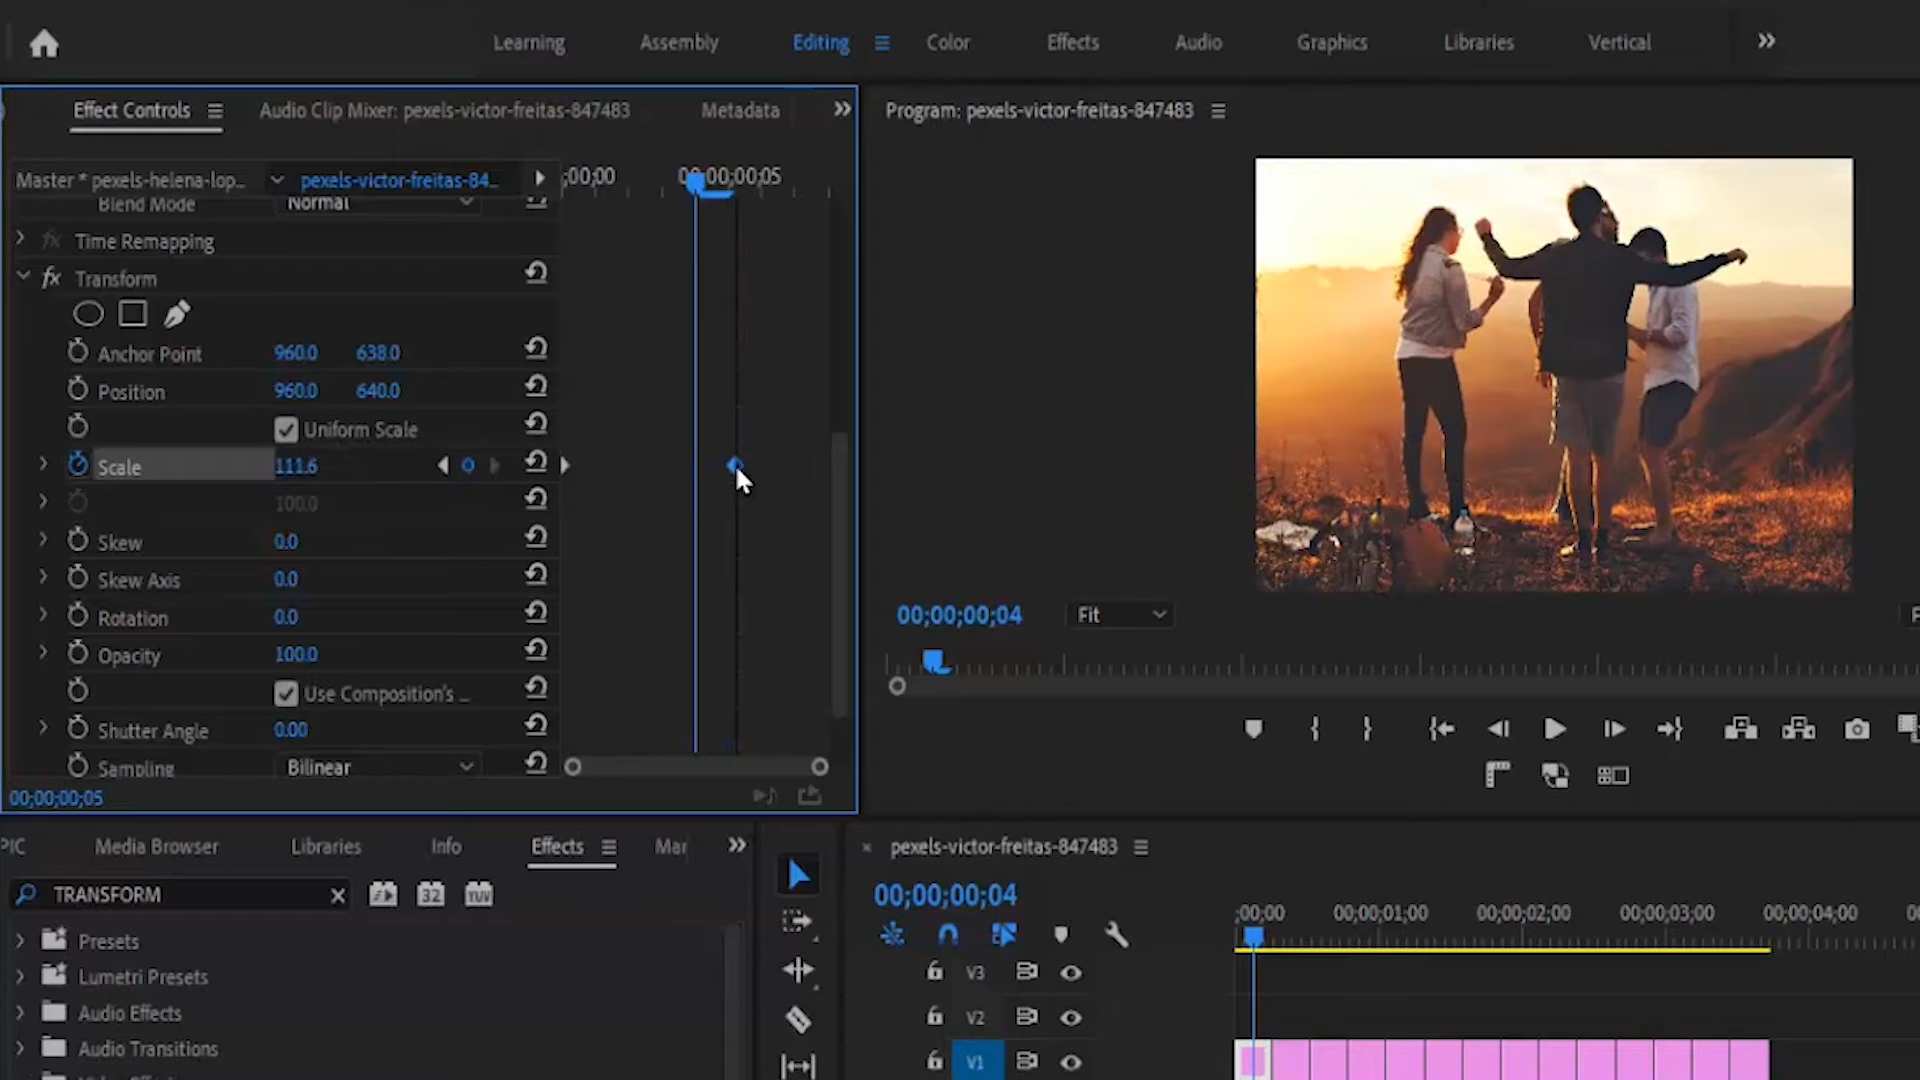 Learning Assembly Editing Color Effects Audio Graphics Libraries Vertical
Effect Controls Audio Clip Mixer: pexels-victor-freitas-847483 Metadata
Program: pexels-victor-freitas-847483
Master * pexels-helena-lop... pexels-victor-freitas-84...
;00;00 00;00;00;05
Blend Mode Normal
fx Time Remapping
fx Transform
Anchor Point 960.0 638.0
Position 960.0 640.0
Uniform Scale
Scale 111.6
100.0
Skew 0.0
Skew Axis 0.0
Rotation 0.0
Opacity 100.0
Use Composition's ...
Shutter Angle 0.00
Sampling Bilinear
00;00;00;05
00;00;00;04 Fit
PIC Media Browser Libraries Info Effects Mar
TRANSFORM 32 YUV
Presets
Lumetri Presets
Audio Effects
Audio Transitions
pexels-victor-freitas-847483
00;00;00;04
;00;00 00;00;01;00 00;00;02;00 00;00;03;00 00;00;04;00
V3
V2
V1